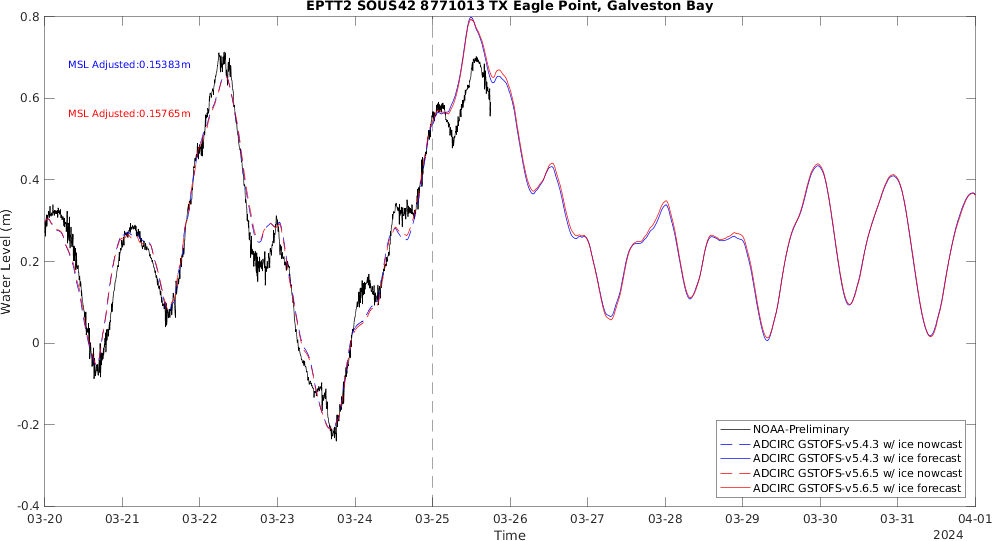 EPTT2 SOUS42 8771013 TX Eagle Point, Galveston Bay
0.8
0.6
0.4
0.2
0
-0.2
-0.4
Water Level (m)
MSL Adjusted:0.15383m
MSL Adjusted:0.15765m
NOAA-Preliminary
ADCIRC GSTOFS-v5.4.3 w/ ice nowcast
ADCIRC GSTOFS-v5.4.3 w/ ice forecast
ADCIRC GSTOFS-v5.6.5 w/ ice nowcast
ADCIRC GSTOFS-v5.6.5 w/ ice forecast
03-20 03-21 03-22 03-23 03-24 03-25 03-26 03-27 03-28 03-29 03-30 03-31 04-01
Time
2024